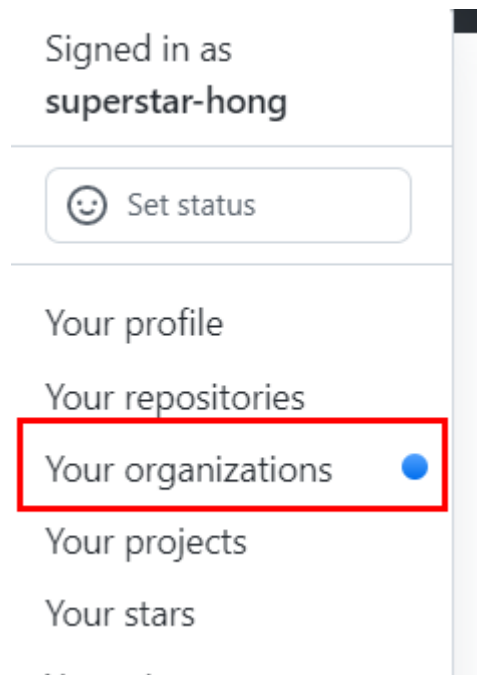 Signed in as
superstar-hong
Set status
Your profile
Your repositories
Your organizations
Your projects
Your stars